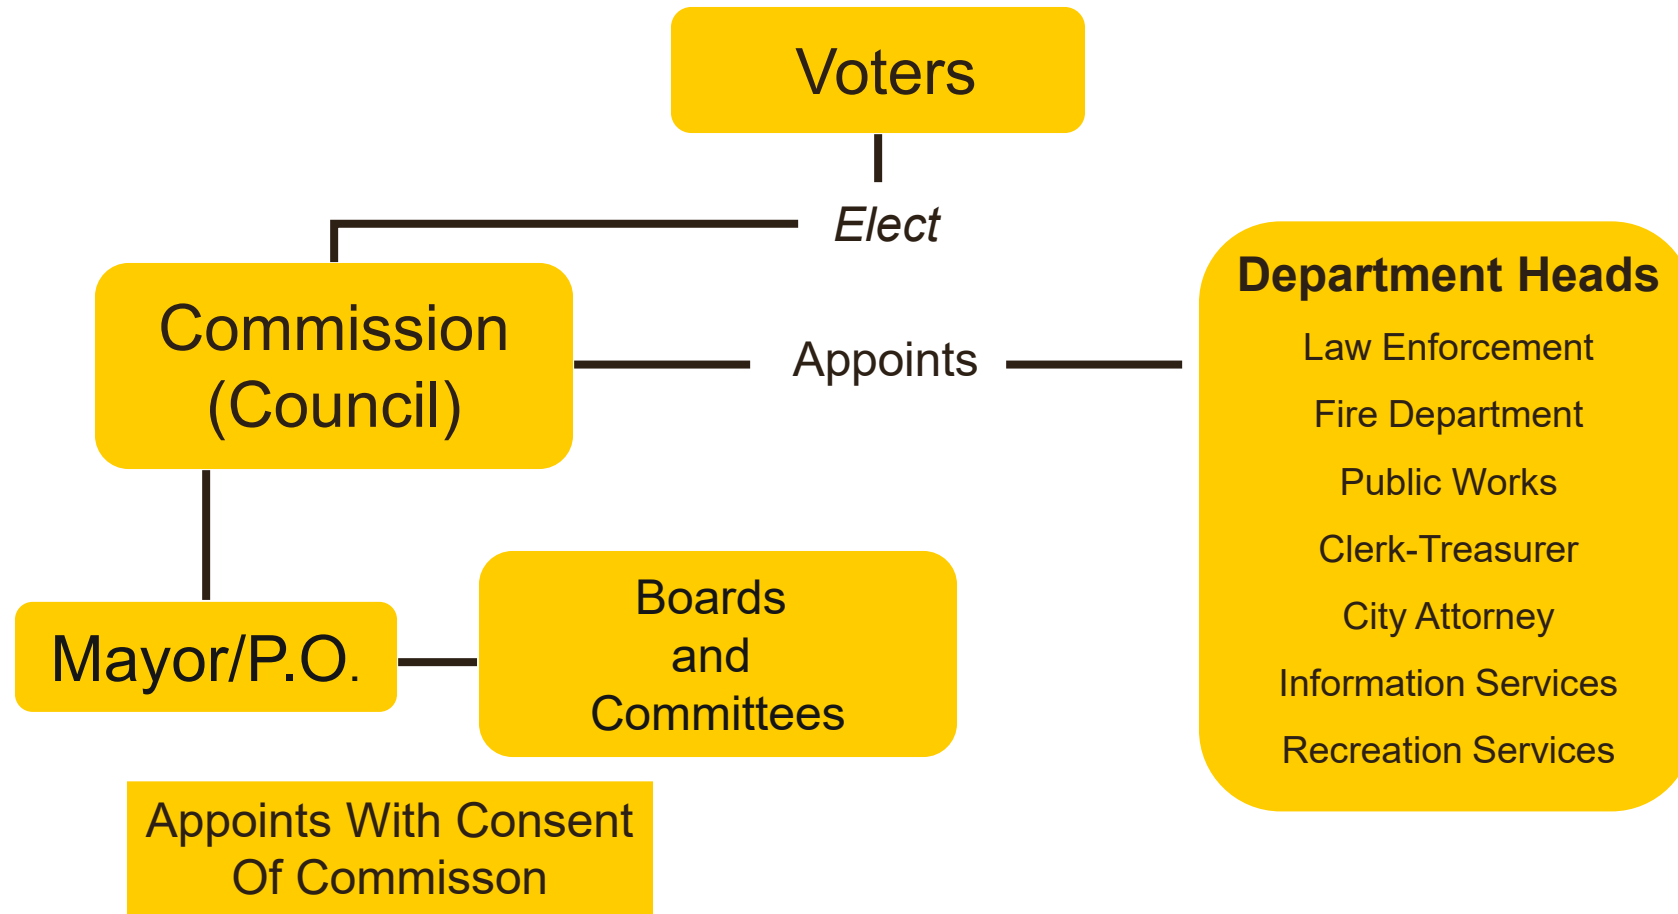 Voters
Elect
Commission
(Council)
Appoints
Department Heads
Law Enforcement
Fire Department
Public Works
Clerk-Treasurer
City Attorney
Information Services
Recreation Services
Mayor/P.O.
Boards
and
Committees
Appoints With Consent
Of Commisson